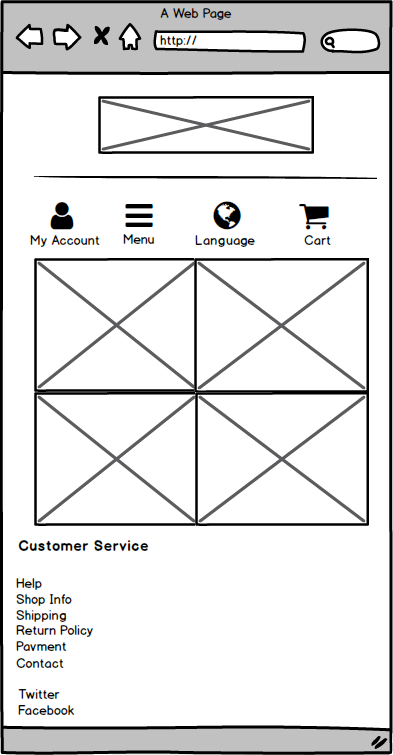 A Web Page
http://
My Account Menu Language Cart
Customer Service
Help
Shop Info
Shipping
Return Policy
Payment
Contact
Twitter
Facebook